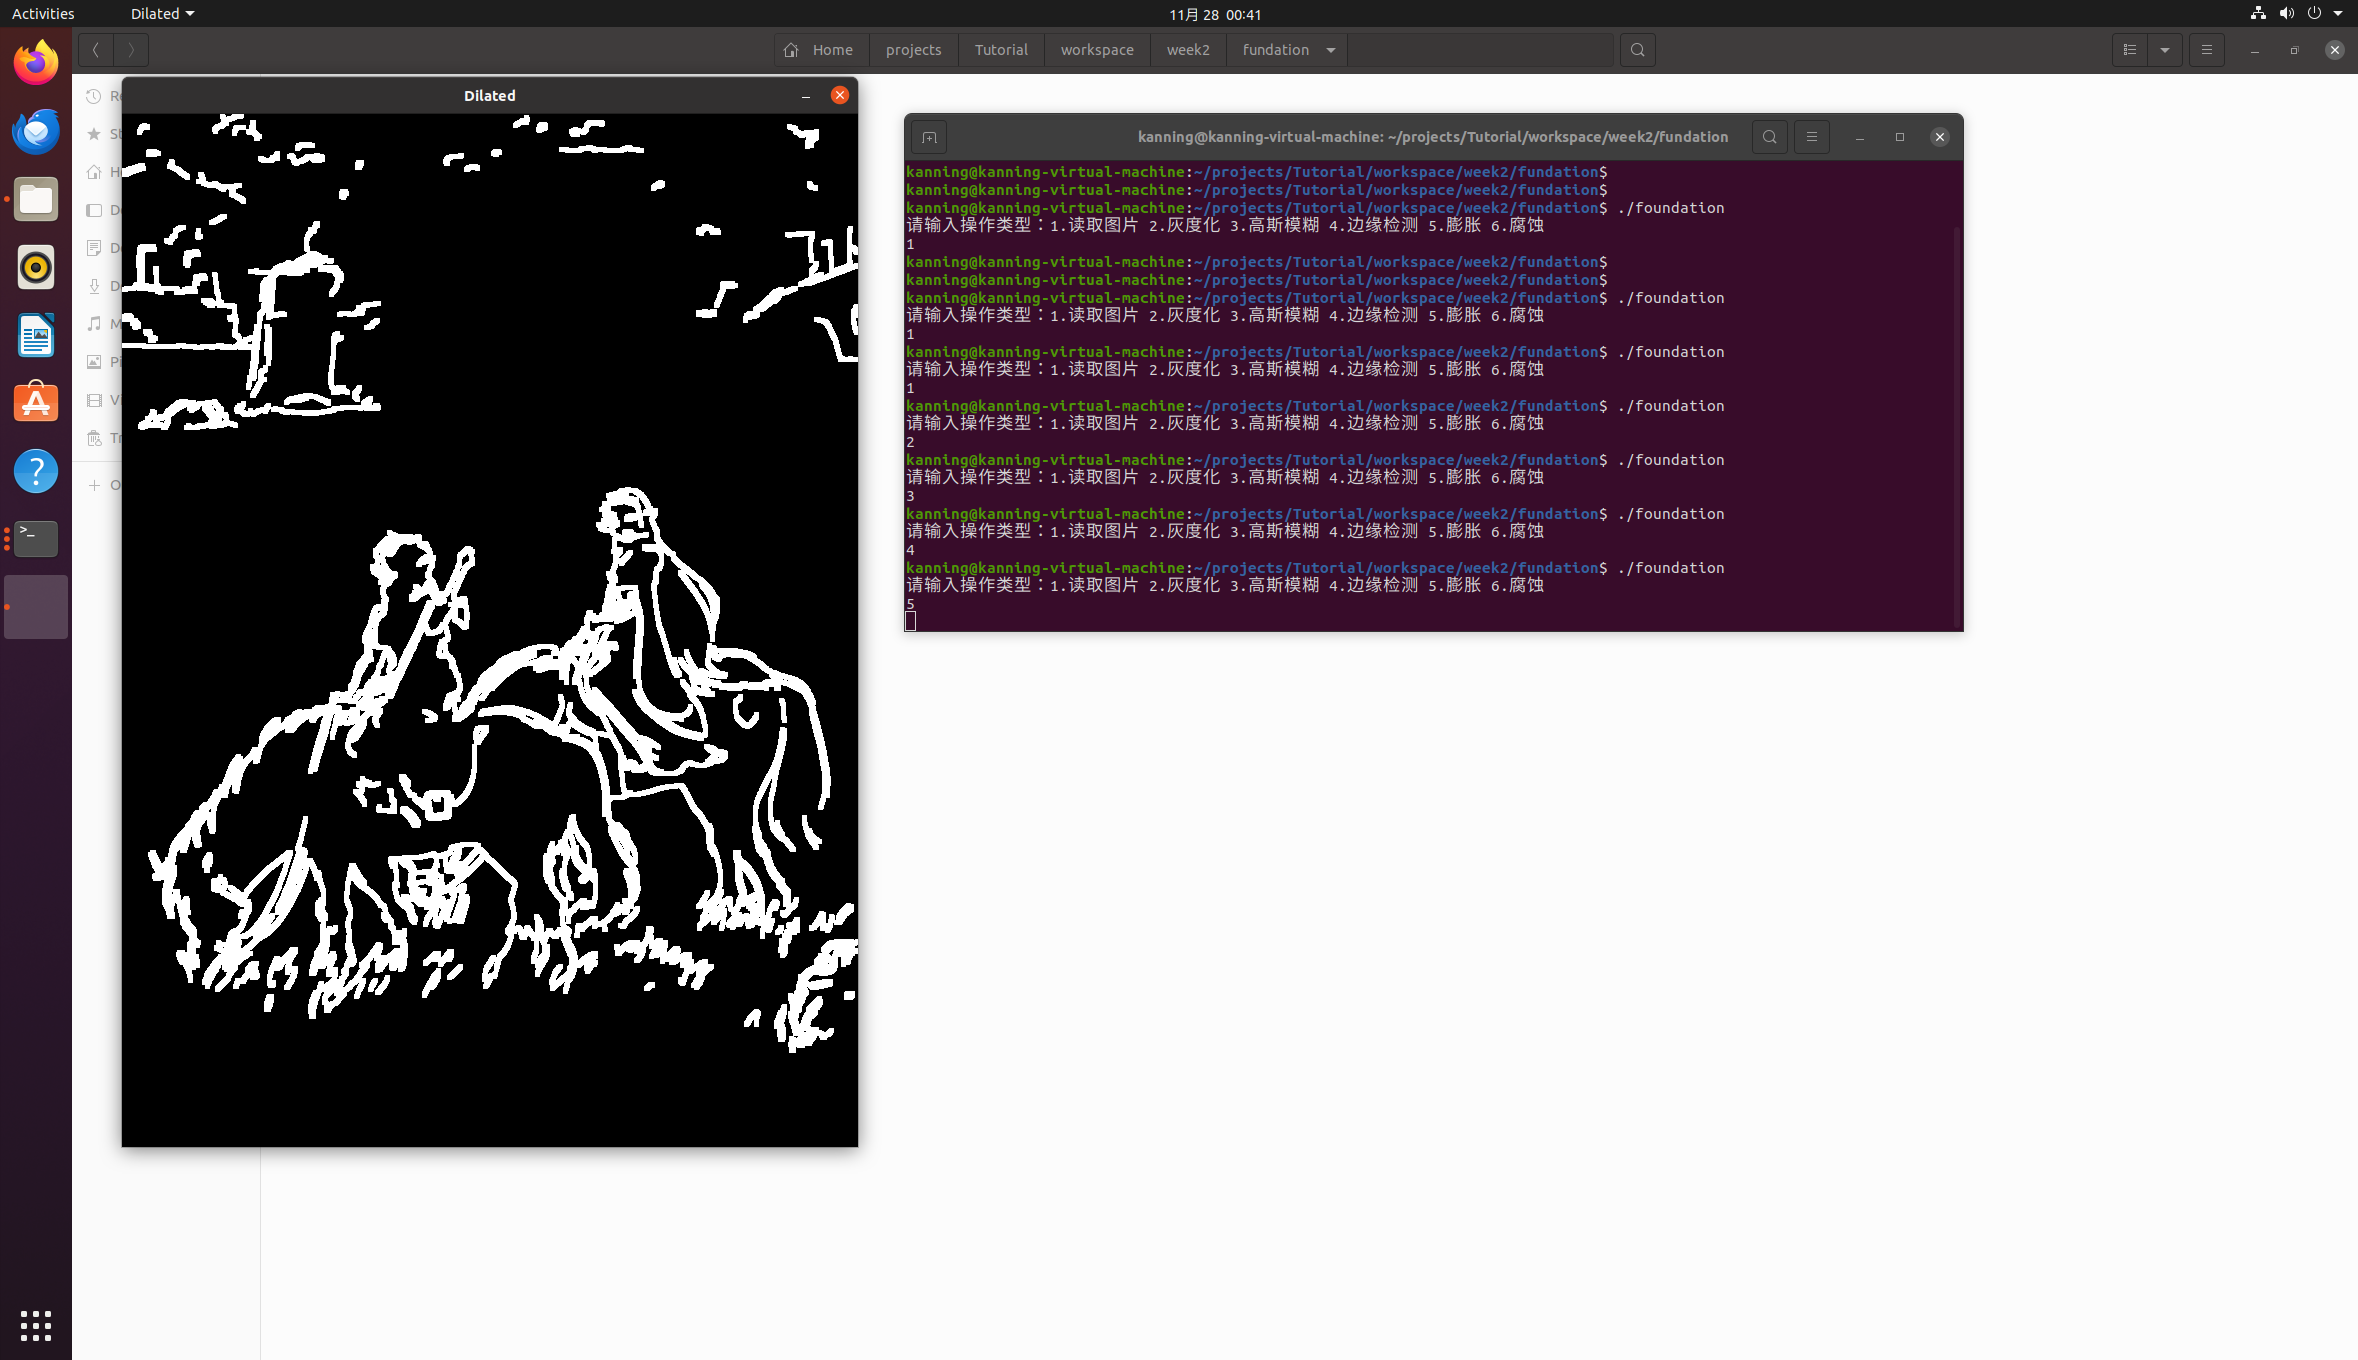 Activities
Dilated
11月 28 00:41
Home
projects
Tutorial
workspace
week2
fundation
Dilated
kanning@kanning-virtual-machine: ~/projects/Tutorial/workspace/week2/fundation
kanning@kanning-virtual-machine:~/projects/Tutorial/workspace/week2/fundation$
kanning@kanning-virtual-machine:~/projects/Tutorial/workspace/week2/fundation$
kanning@kanning-virtual-machine:~/projects/Tutorial/workspace/week2/fundation$ ./foundation
请输入操作类型：1.读取图片 2.灰度化 3.高斯模糊 4.边缘检测 5.膨胀 6.腐蚀
1
kanning@kanning-virtual-machine:~/projects/Tutorial/workspace/week2/fundation$
kanning@kanning-virtual-machine:~/projects/Tutorial/workspace/week2/fundation$
kanning@kanning-virtual-machine:~/projects/Tutorial/workspace/week2/fundation$ ./foundation
请输入操作类型：1.读取图片 2.灰度化 3.高斯模糊 4.边缘检测 5.膨胀 6.腐蚀
1
kanning@kanning-virtual-machine:~/projects/Tutorial/workspace/week2/fundation$ ./foundation
请输入操作类型：1.读取图片 2.灰度化 3.高斯模糊 4.边缘检测 5.膨胀 6.腐蚀
1
kanning@kanning-virtual-machine:~/projects/Tutorial/workspace/week2/fundation$ ./foundation
请输入操作类型：1.读取图片 2.灰度化 3.高斯模糊 4.边缘检测 5.膨胀 6.腐蚀
2
kanning@kanning-virtual-machine:~/projects/Tutorial/workspace/week2/fundation$ ./foundation
请输入操作类型：1.读取图片 2.灰度化 3.高斯模糊 4.边缘检测 5.膨胀 6.腐蚀
3
kanning@kanning-virtual-machine:~/projects/Tutorial/workspace/week2/fundation$ ./foundation
请输入操作类型：1.读取图片 2.灰度化 3.高斯模糊 4.边缘检测 5.膨胀 6.腐蚀
4
kanning@kanning-virtual-machine:~/projects/Tutorial/workspace/week2/fundation$ ./foundation
请输入操作类型：1.读取图片 2.灰度化 3.高斯模糊 4.边缘检测 5.膨胀 6.腐蚀
5